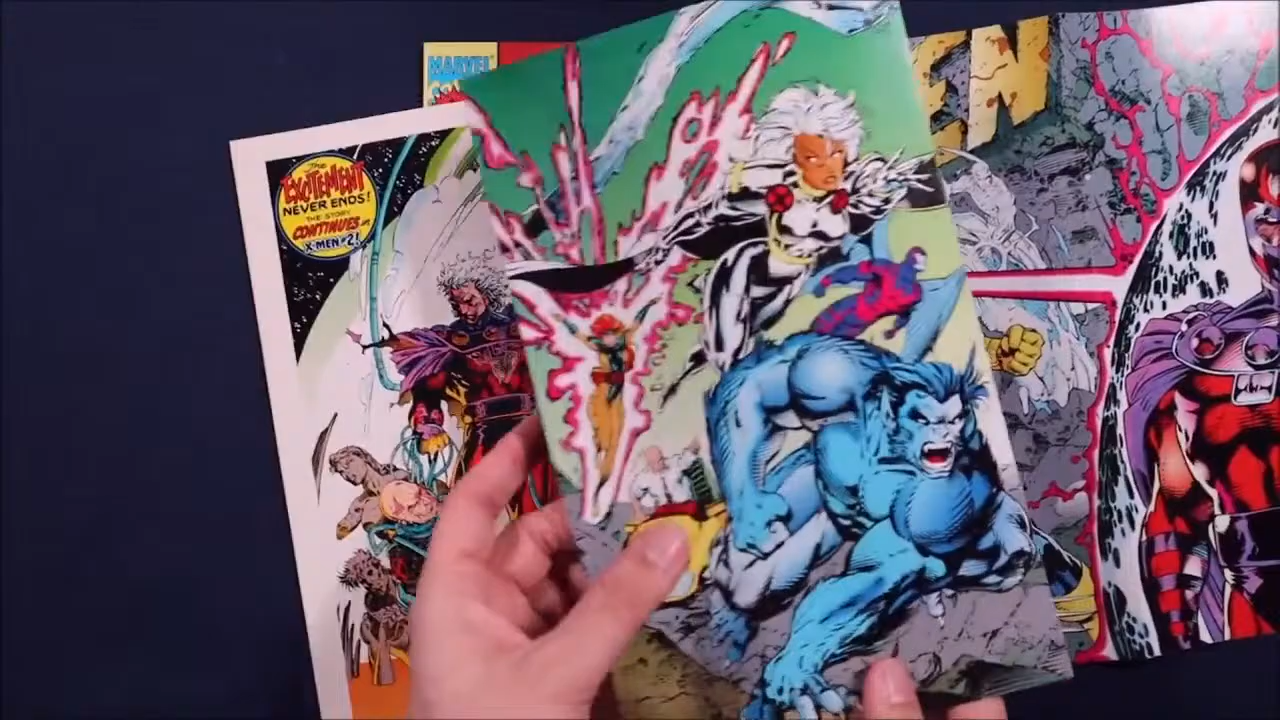 MARVEL
EN
THE
EXCITEMENT
NEVER ENDS!
THE STORY
CONTINUES IN
X-MEN #2!